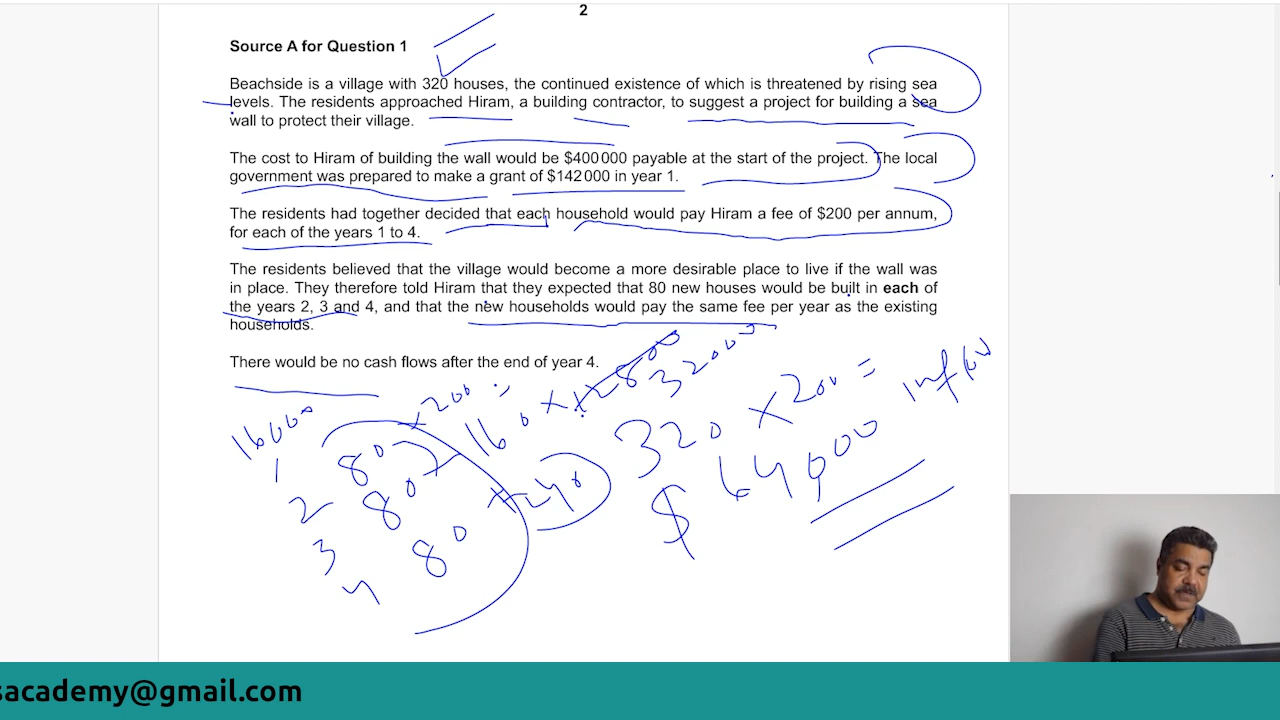 2
Source A for Question 1
Beachside is a village with 320 houses, the continued existence of which is threatened by rising sea
levels. The residents approached Hiram, a building contractor, to suggest a project for building a sea
wall to protect their village.
The cost to Hiram of building the wall would be $400 000 payable at the start of the project. The local
government was prepared to make a grant of $142 000 in year 1.
The residents had together decided that each household would pay Hiram a fee of $200 per annum,
for each of the years 1 to 4.
The residents believed that the village would become a more desirable place to live if the wall was
in place. They therefore told Hiram that they expected that 80 new houses would be built in each of
the years 2, 3 and 4, and that the new households would pay the same fee per year as the existing
households.
There would be no cash flows after the end of year 4.
16000
80 × 200 =
160 × 12800
32000
320 × 200 =
inflow
$ 64000
1
2 80
3 80
4
240
sacademy@gmail.com